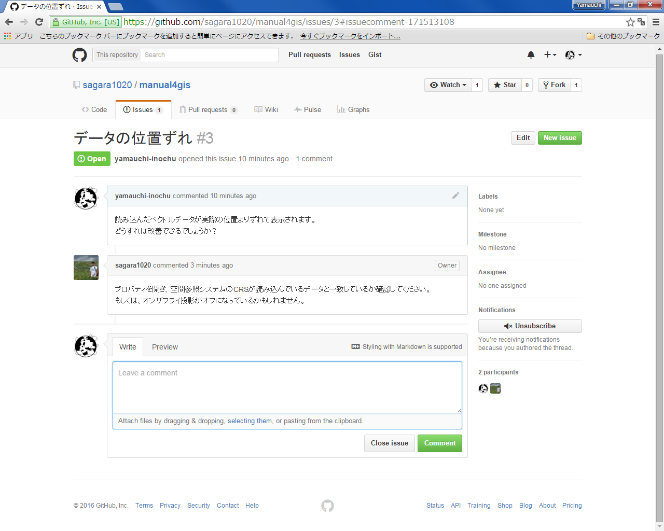 データの位置ずれ · Issue
Yamauchi
GitHub, Inc. [US] https://github.com/sagara1020/manual4gis/issues/3#issuecomment-171513108
アプリ こちらのブックマーク バーにブックマークを追加すると簡単にページにアクセスできます。 今すぐブックマークをインポート... その他のブックマーク
This repository Search Pull requests Issues Gist
sagara1020 / manual4gis Watch 1 Star 0 Fork 1
Code Issues 1 Pull requests 0 Wiki Pulse Graphs
データの位置ずれ #3 Edit New issue
Open yamauchi-inochu opened this issue 10 minutes ago · 1 comment
yamauchi-inochu commented 10 minutes ago
読み込んだベクトルデータが実際の位置よりずれて表示されます。
どうすれば改善できるでしょうか?
sagara1020 commented 3 minutes ago Owner
プロパティを開き、空間参照システムのCRSが読み込んでいるデータと一致しているか確認してください。
もしくは、オンザフライ投影がオフになっているかもしれません。
Write Preview Styling with Markdown is supported
Leave a comment
Attach files by dragging & dropping, selecting them, or pasting from the clipboard.
Close issue Comment
Labels
None yet
Milestone
No milestone
Assignee
No one assigned
Notifications
Unsubscribe
You're receiving notifications
because you authored the thread.
2 participants
© 2016 GitHub, Inc. Terms Privacy Security Contact Help Status API Training Shop Blog About Pricing